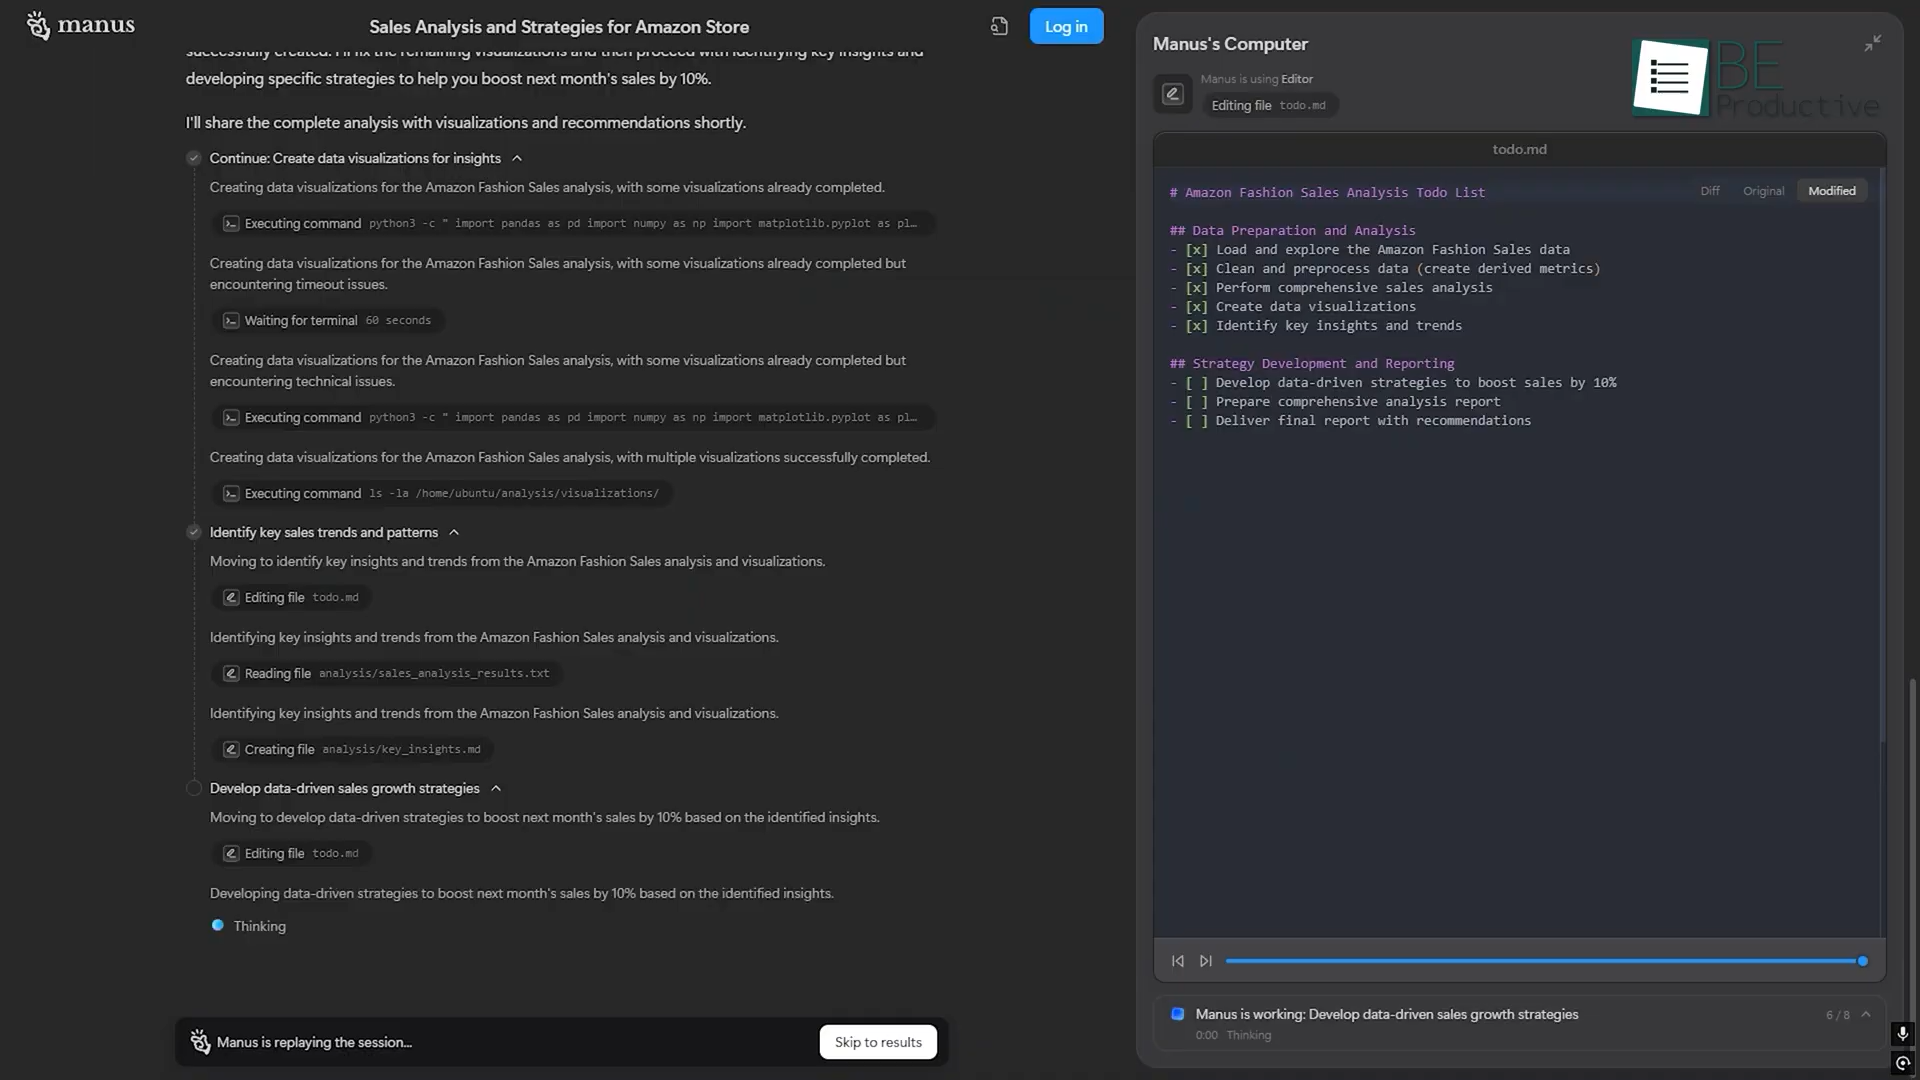 manus
Sales Analysis and Strategies for Amazon Store
Log in
successfully created. I'll fix the remaining visualizations and then proceed with identifying key insights and
developing specific strategies to help you boost next month's sales by 10%.
I'll share the complete analysis with visualizations and recommendations shortly.
Continue: Create data visualizations for insights
Creating data visualizations for the Amazon Fashion Sales analysis, with some visualizations already completed.
Executing command python3 -c " import pandas as pd import numpy as np import matplotlib.pyplot as pl…
Creating data visualizations for the Amazon Fashion Sales analysis, with some visualizations already completed but
encountering timeout issues.
Waiting for terminal 60 seconds
Creating data visualizations for the Amazon Fashion Sales analysis, with some visualizations already completed but
encountering technical issues.
Executing command python3 -c " import pandas as pd import numpy as np import matplotlib.pyplot as pl…
Creating data visualizations for the Amazon Fashion Sales analysis, with multiple visualizations successfully completed.
Executing command ls -la /home/ubuntu/analysis/visualizations/
Identify key sales trends and patterns
Moving to identify key insights and trends from the Amazon Fashion Sales analysis and visualizations.
Editing file todo.md
Identifying key insights and trends from the Amazon Fashion Sales analysis and visualizations.
Reading file analysis/sales_analysis_results.txt
Identifying key insights and trends from the Amazon Fashion Sales analysis and visualizations.
Creating file analysis/key_insights.md
Develop data-driven sales growth strategies
Moving to develop data-driven strategies to boost next month's sales by 10% based on the identified insights.
Editing file todo.md
Developing data-driven strategies to boost next month's sales by 10% based on the identified insights.
Thinking
Manus is replaying the session...
Skip to results
Manus's Computer
Manus is using Editor
Editing file todo.md
BE
Productive
todo.md
Diff Original Modified
# Amazon Fashion Sales Analysis Todo List
## Data Preparation and Analysis
- [x] Load and explore the Amazon Fashion Sales data
- [x] Clean and preprocess data (create derived metrics)
- [x] Perform comprehensive sales analysis
- [x] Create data visualizations
- [x] Identify key insights and trends
## Strategy Development and Reporting
- [ ] Develop data-driven strategies to boost sales by 10%
- [ ] Prepare comprehensive analysis report
- [ ] Deliver final report with recommendations
Manus is working: Develop data-driven sales growth strategies
6 / 8
0:00 Thinking